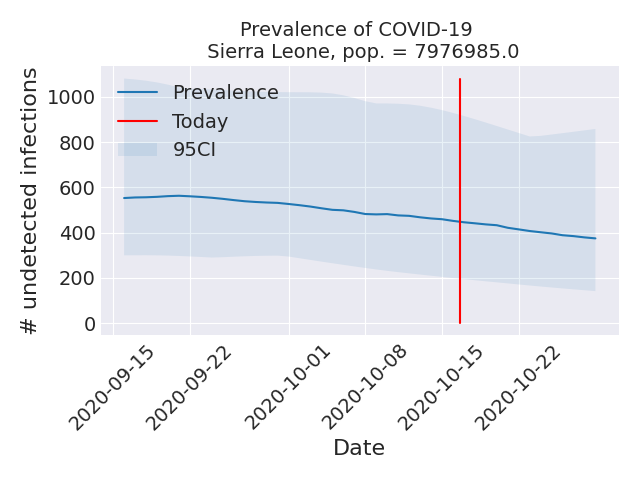 Prevalence of COVID-19
Sierra Leone, pop. = 7976985.0
# undetected infections
1000
800
600
400
200
0
Prevalence
Today
95CI
2020-09-15
2020-09-22
2020-10-01
2020-10-08
2020-10-15
2020-10-22
Date